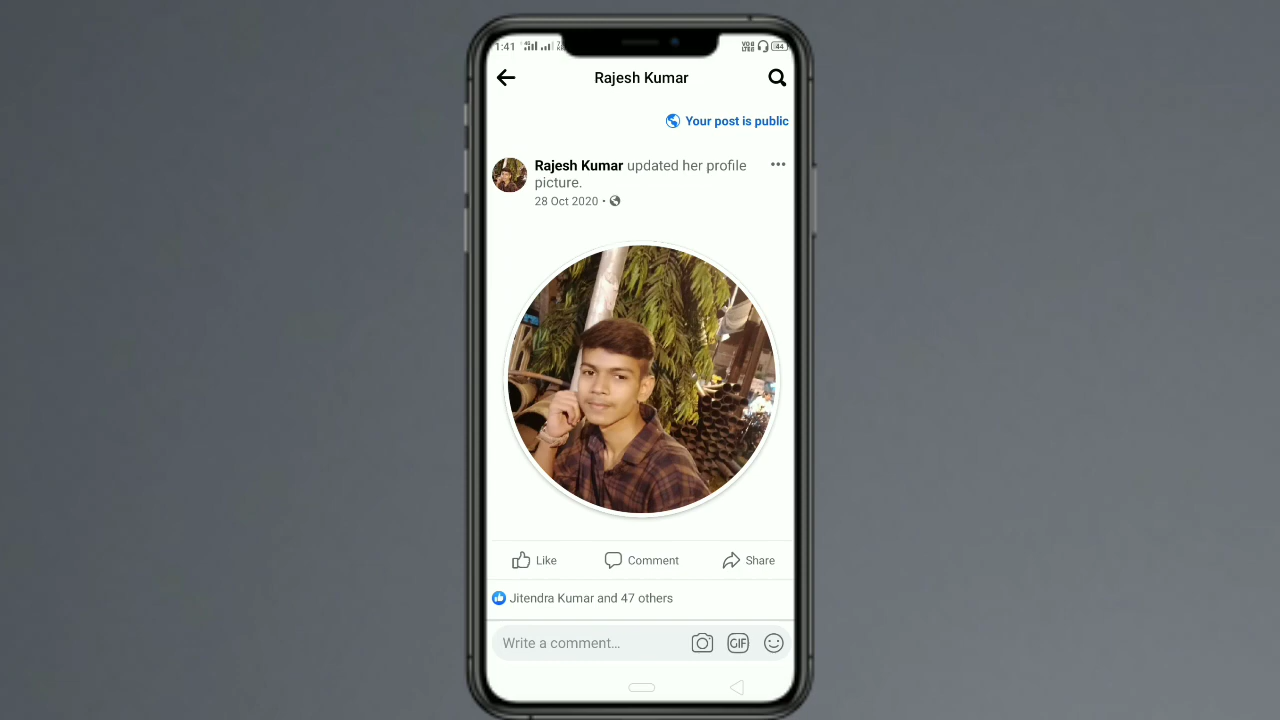 1:41
Rajesh Kumar
Your post is public
Rajesh Kumar updated her profile
picture.
28 Oct 2020 •
Like Comment Share
Jitendra Kumar and 47 others
Write a comment... GIF